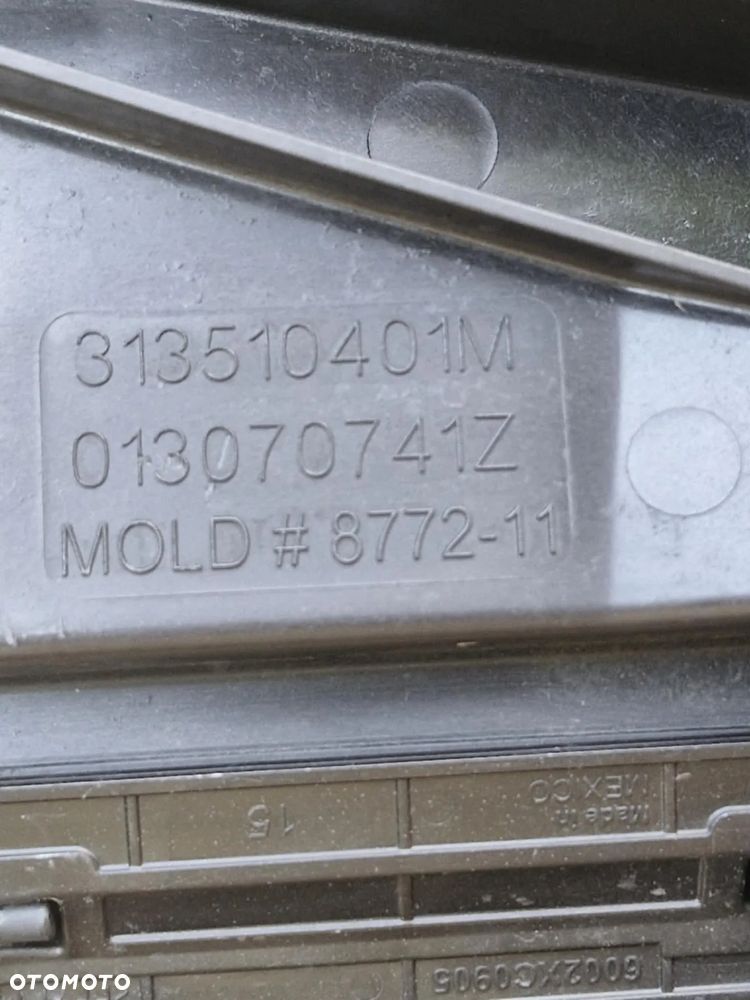 313510401M
013070741Z
MOLD # 8772-11
Made in
MEXICO
15
6002XC0905
OTOMOTO